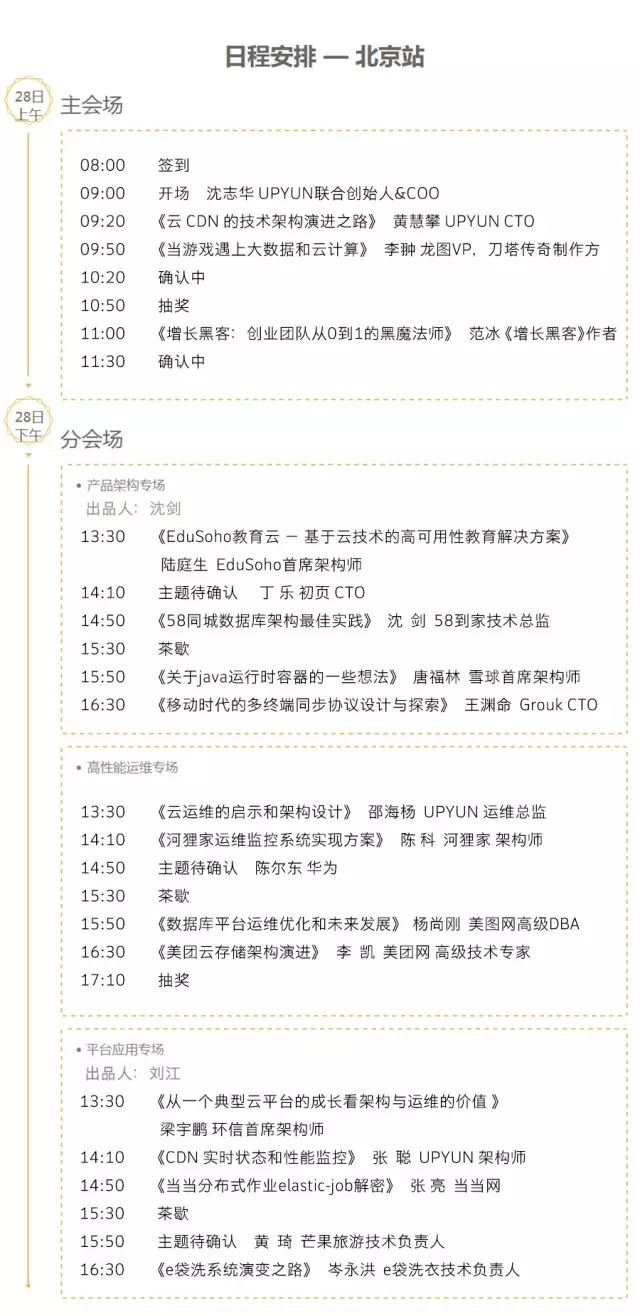 日程安排 — 北京站
28日
上午
主会场
08:00 签到
09:00 开场 沈志华 UPYUN联合创始人&COO
09:20 《云 CDN 的技术架构演进之路》 黄慧攀 UPYUN CTO
09:50 《当游戏遇上大数据和云计算》 李翀 龙图VP，刀塔传奇制作方
10:20 确认中
10:50 抽奖
11:00 《增长黑客：创业团队从0到1的黑魔法师》 范冰《增长黑客》作者
11:30 确认中
28日
下午
分会场
• 产品架构专场
出品人：沈剑
13:30 《EduSoho教育云 — 基于云技术的高可用性教育解决方案》
陆庭生 EduSoho首席架构师
14:10 主题待确认 丁 乐 初页 CTO
14:50 《58同城数据库架构最佳实践》 沈 剑 58到家技术总监
15:30 茶歇
15:50 《关于java运行时容器的一些想法》 唐福林 雪球首席架构师
16:30 《移动时代的多终端同步协议设计与探索》 王渊命 Grouk CTO
• 高性能运维专场
13:30 《云运维的启示和架构设计》 邵海杨 UPYUN 运维总监
14:10 《河狸家运维监控系统实现方案》 陈 科 河狸家 架构师
14:50 主题待确认 陈尔东 华为
15:30 茶歇
15:50 《数据库平台运维优化和未来发展》 杨尚刚 美图网高级DBA
16:30 《美团云存储架构演进》 李 凯 美团网 高级技术专家
17:10 抽奖
• 平台应用专场
出品人：刘江
13:30 《从一个典型云平台的成长看架构与运维的价值 》
梁宇鹏 环信首席架构师
14:10 《CDN 实时状态和性能监控》 张 聪 UPYUN 架构师
14:50 《当当分布式作业elastic-job解密》 张 亮 当当网
15:30 茶歇
15:50 主题待确认 黄 琦 芒果旅游技术负责人
16:30 《e袋洗系统演变之路》 岑永洪 e袋洗衣技术负责人